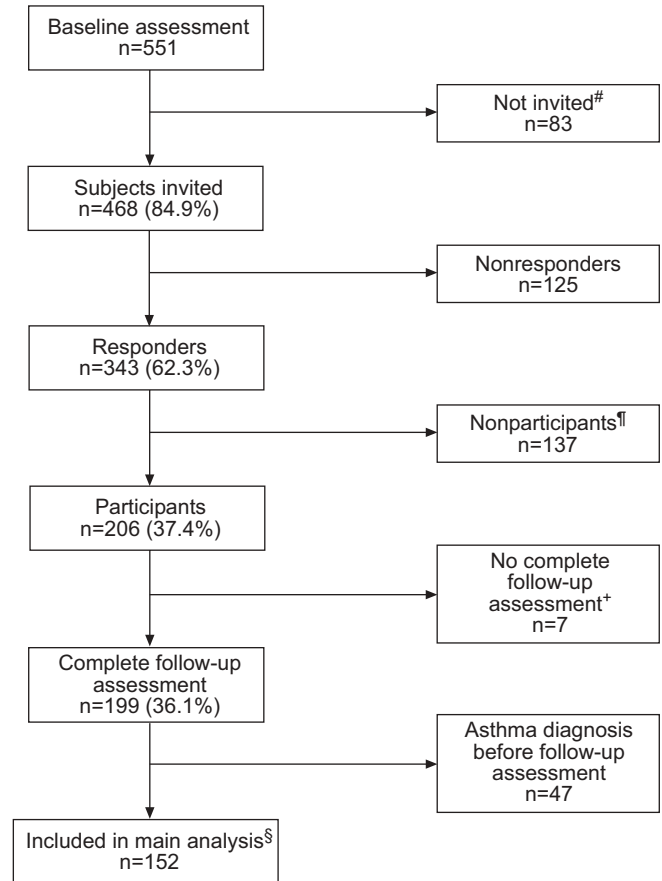 Baseline assessment
n=551
Not invited#
n=83
Subjects invited
n=468 (84.9%)
Nonresponders
n=125
Responders
n=343 (62.3%)
Nonparticipants¶
n=137
Participants
n=206 (37.4%)
No complete
follow-up
assessment+
n=7
Complete follow-up
assessment
n=199 (36.1%)
Asthma diagnosis
before follow-up
assessment
n=47
Included in main analysis§
n=152